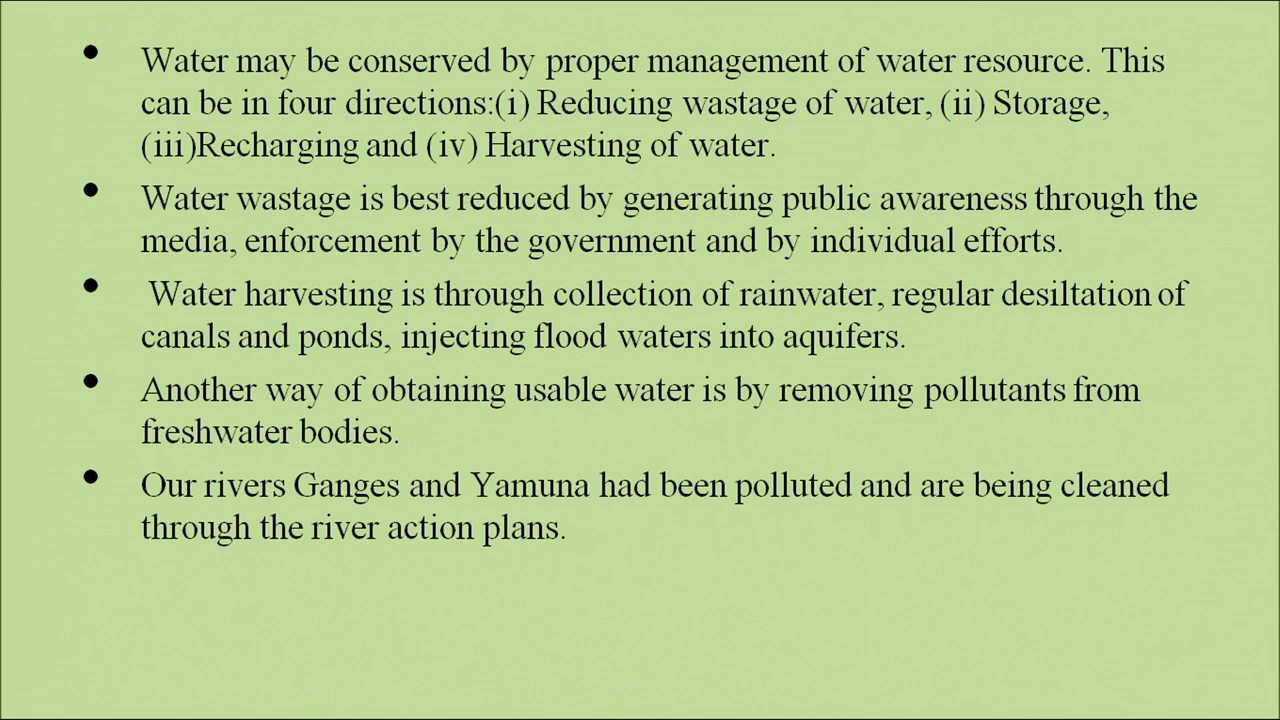 • Water may be conserved by proper management of water resource. This
can be in four directions:(i) Reducing wastage of water, (ii) Storage,
(iii)Recharging and (iv) Harvesting of water.
• Water wastage is best reduced by generating public awareness through the
media, enforcement by the government and by individual efforts.
• Water harvesting is through collection of rainwater, regular desiltation of
canals and ponds, injecting flood waters into aquifers.
• Another way of obtaining usable water is by removing pollutants from
freshwater bodies.
• Our rivers Ganges and Yamuna had been polluted and are being cleaned
through the river action plans.